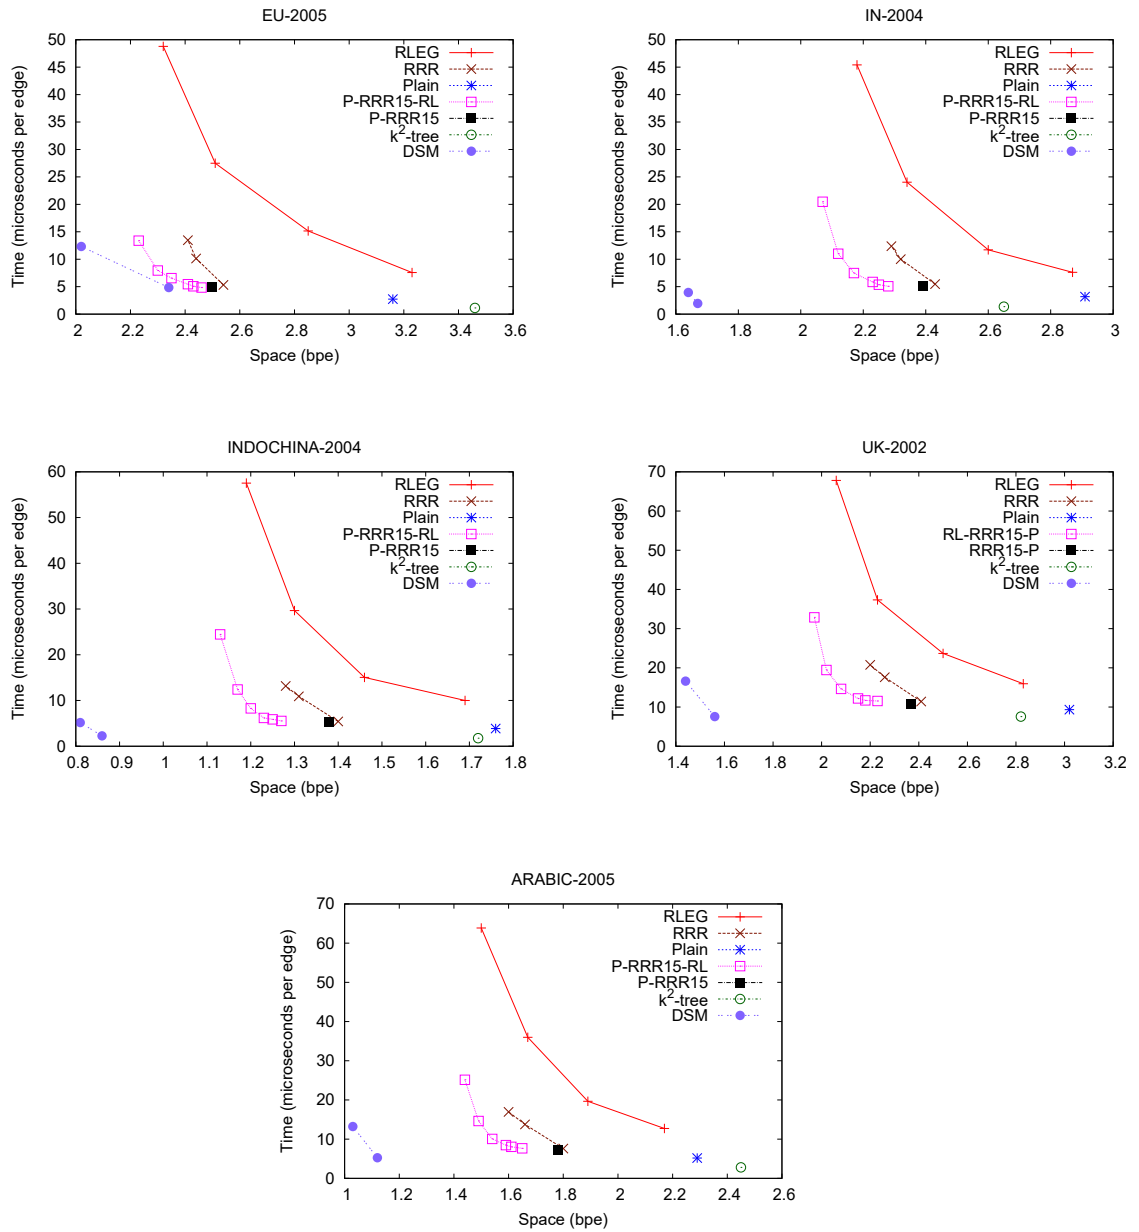 EU-2005
50
45
40
35
30
25
20
15
10
5
0
2 2.2 2.4 2.6 2.8 3 3.2 3.4 3.6
Time (microseconds per edge)
Space (bpe)
RLEG
RRR
Plain
P-RRR15-RL
P-RRR15
k²-tree
DSM
IN-2004
50
45
40
35
30
25
20
15
10
5
0
1.6 1.8 2 2.2 2.4 2.6 2.8 3
Time (microseconds per edge)
Space (bpe)
RLEG
RRR
Plain
P-RRR15-RL
P-RRR15
k²-tree
DSM
INDOCHINA-2004
60
50
40
30
20
10
0
0.8 0.9 1 1.1 1.2 1.3 1.4 1.5 1.6 1.7 1.8
Time (microseconds per edge)
Space (bpe)
RLEG
RRR
Plain
P-RRR15-RL
P-RRR15
k²-tree
DSM
UK-2002
70
60
50
40
30
20
10
0
1.4 1.6 1.8 2 2.2 2.4 2.6 2.8 3 3.2
Time (microseconds per edge)
Space (bpe)
RLEG
RRR
Plain
RL-RRR15-P
RRR15-P
k²-tree
DSM
ARABIC-2005
70
60
50
40
30
20
10
0
1 1.2 1.4 1.6 1.8 2 2.2 2.4 2.6
Time (microseconds per edge)
Space (bpe)
RLEG
RRR
Plain
P-RRR15-RL
P-RRR15
k²-tree
DSM